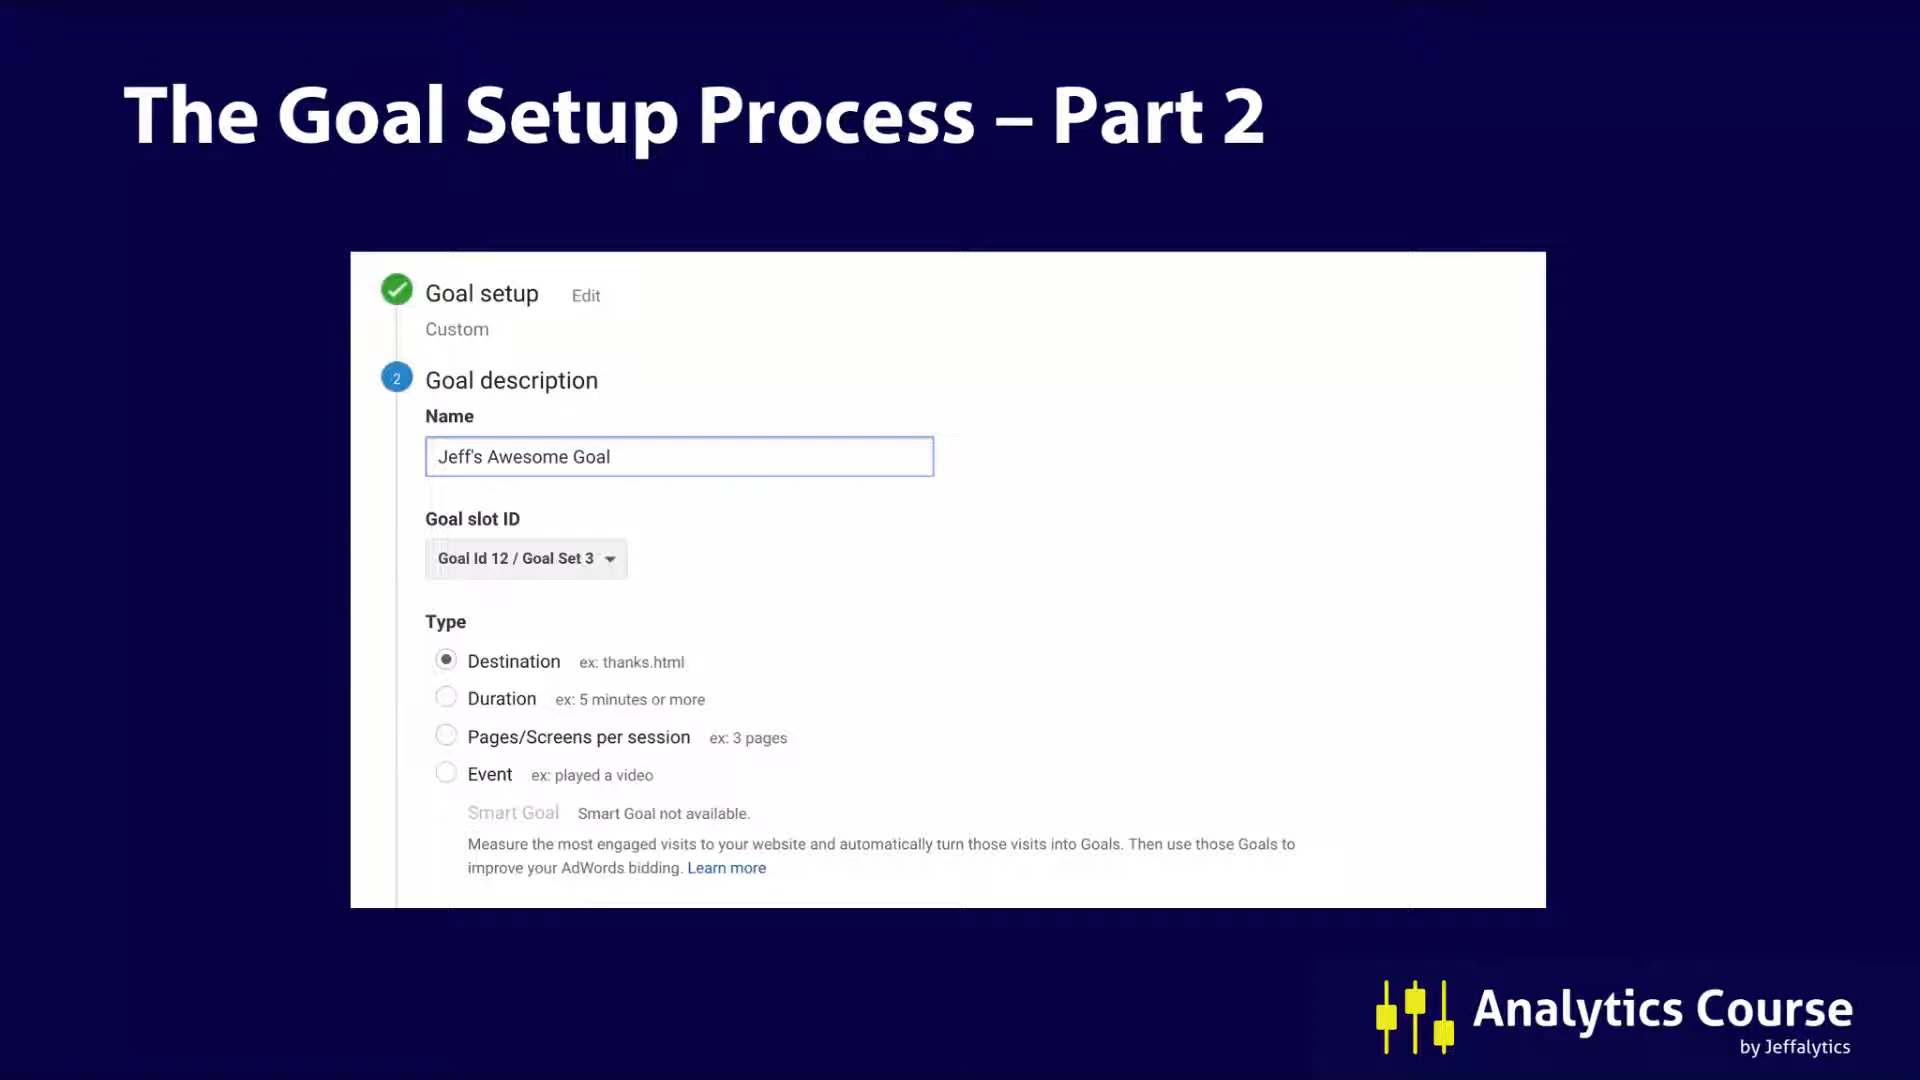 The Goal Setup Process – Part 2
Goal setup Edit
Custom
2 Goal description
Name
Jeff's Awesome Goal
Goal slot ID
Goal Id 12 / Goal Set 3
Type
Destination ex: thanks.html
Duration ex: 5 minutes or more
Pages/Screens per session ex: 3 pages
Event ex: played a video
Smart Goal Smart Goal not available.
Measure the most engaged visits to your website and automatically turn those visits into Goals. Then use those Goals to
improve your AdWords bidding. Learn more
Analytics Course
by Jeffalytics